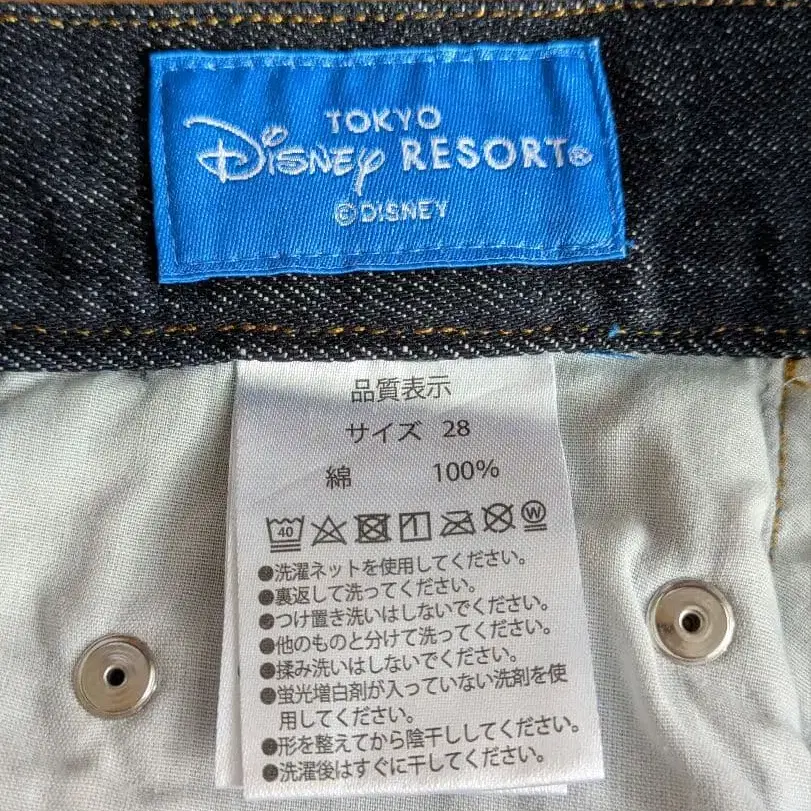 TOKYO
Disney RESORT®
©DISNEY
品質表示
サイズ 28
綿 100%
40 W
●洗濯ネットを使用してください。
●裏返して洗ってください。
●つけ置き洗いはしないでください。
●他のものと分けて洗ってください。
●揉み洗いはしないでください。
●蛍光増白剤が入っていない洗剤を使
用してください。
●形を整えてから陰干ししてください。
●洗濯後はすぐに干してください。